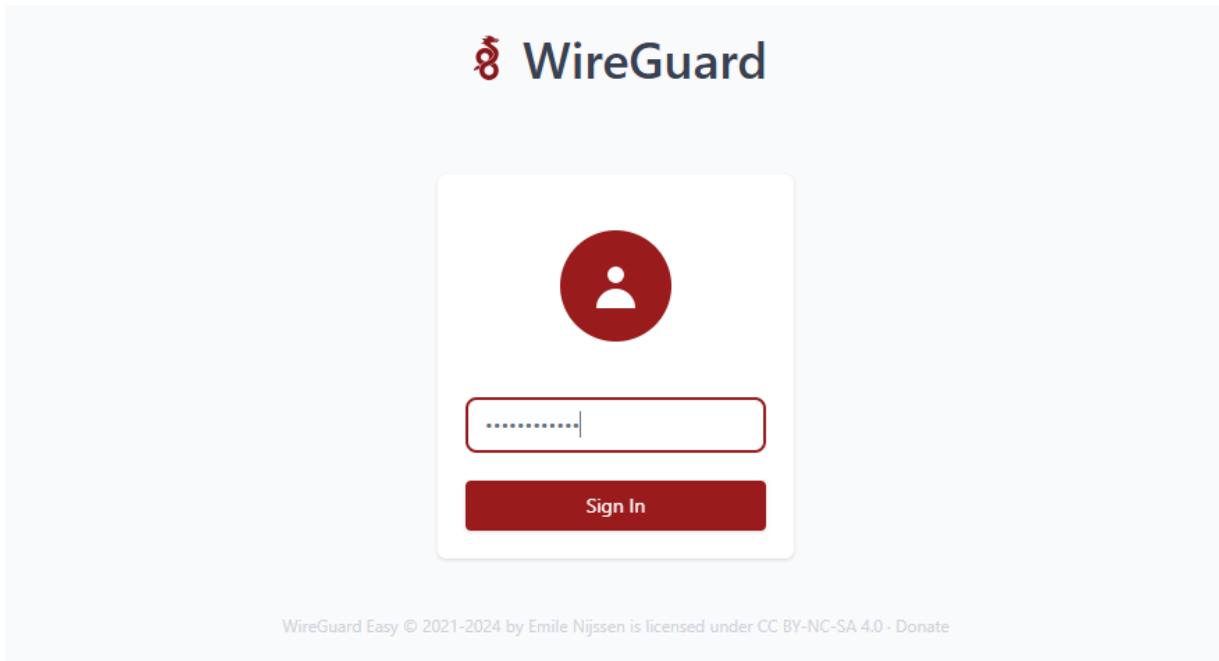 WireGuard
••••••••••••
Sign In
WireGuard Easy © 2021-2024 by Emile Nijssen is licensed under CC BY-NC-SA 4.0 · Donate